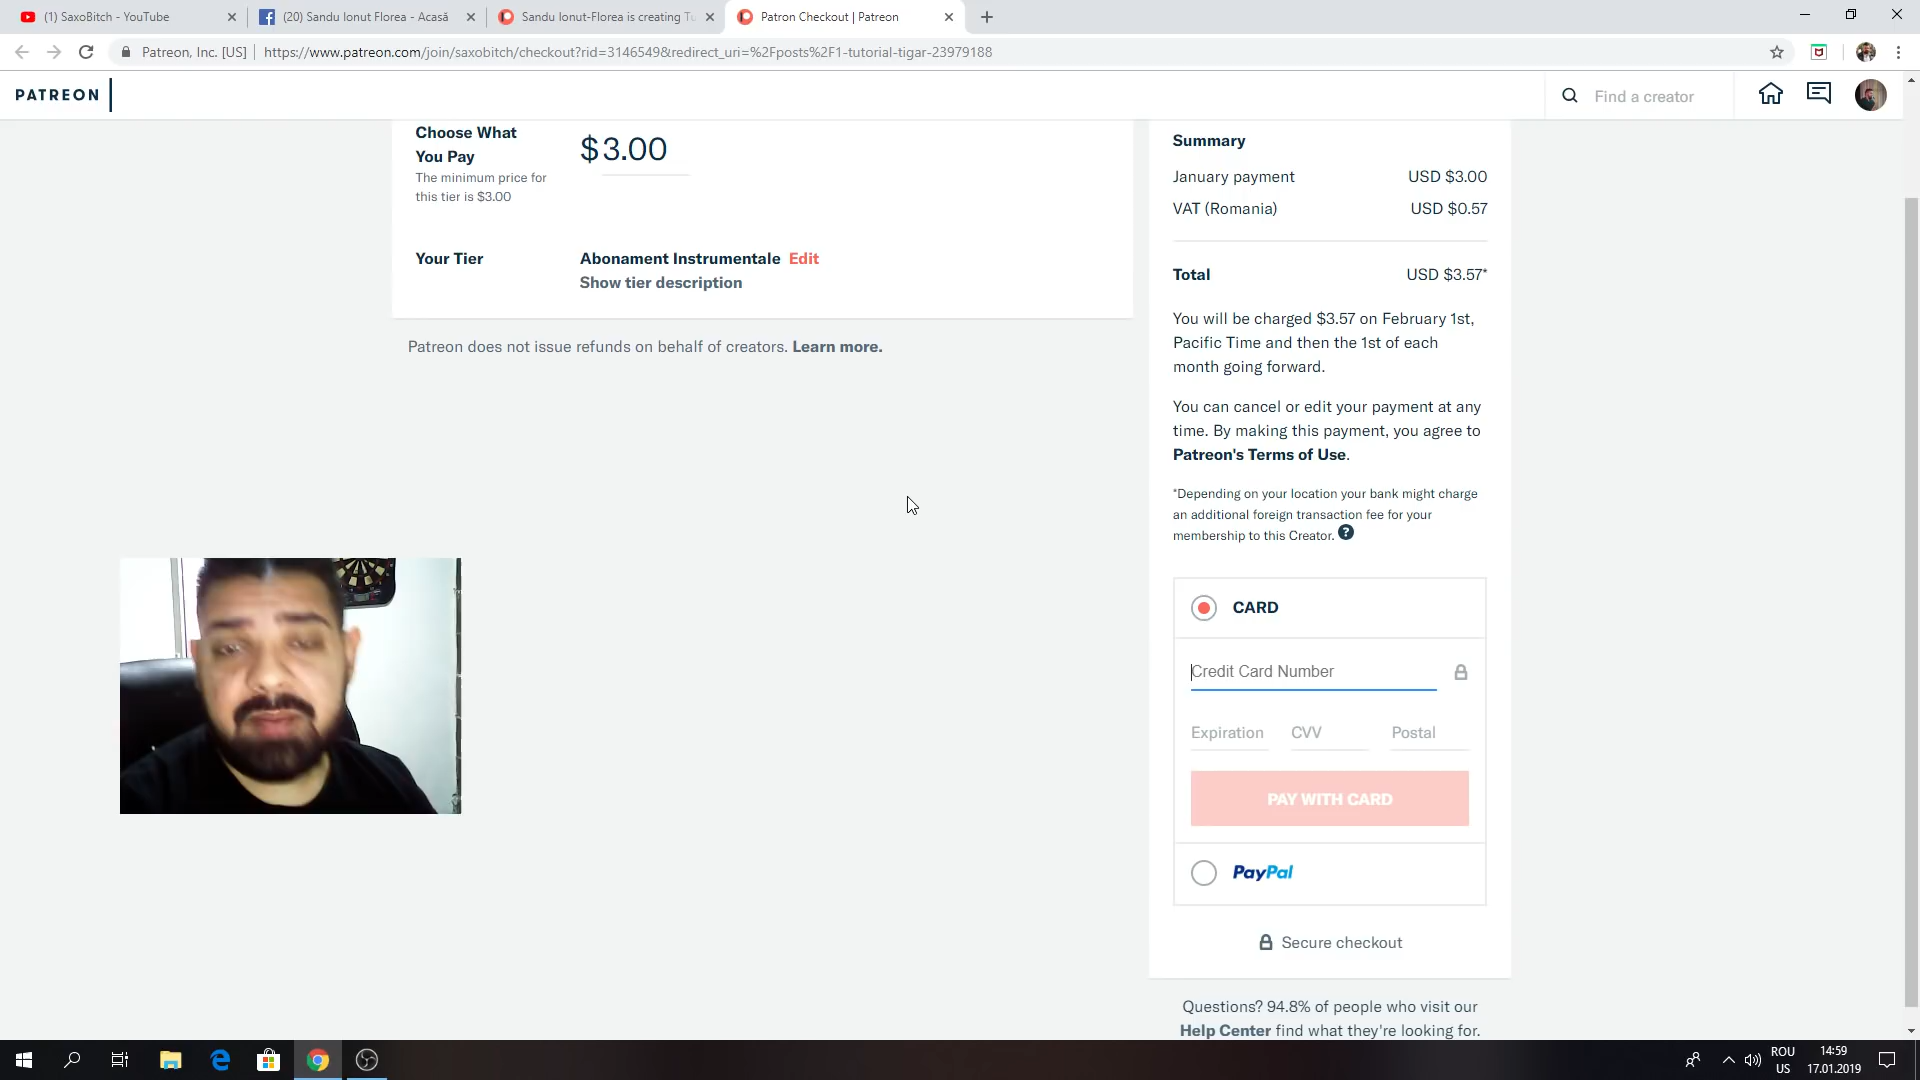 (1) SaxoBitch - YouTube
(20) Sandu Ionut Florea - Acasă
Sandu Ionut-Florea is creating Tu
Patron Checkout | Patreon
Patreon, Inc. [US]
https://www.patreon.com/join/saxobitch/checkout?rid=3146549&redirect_uri=%2Fposts%2F1-tutorial-tigar-23979188
PATREON
Find a creator
Choose What
You Pay
The minimum price for
this tier is $3.00
$3.00
Your Tier
Abonament Instrumentale Edit
Show tier description
Patreon does not issue refunds on behalf of creators. Learn more.
Summary
January payment USD $3.00
VAT (Romania) USD $0.57
Total USD $3.57*
You will be charged $3.57 on February 1st,
Pacific Time and then the 1st of each
month going forward.
You can cancel or edit your payment at any
time. By making this payment, you agree to
Patreon's Terms of Use.
*Depending on your location your bank might charge
an additional foreign transaction fee for your
membership to this Creator. ?
CARD
Credit Card Number
Expiration CVV Postal
PAY WITH CARD
PayPal
Secure checkout
Questions? 94.8% of people who visit our
Help Center find what they're looking for.
ROU
US
14:59
17.01.2019